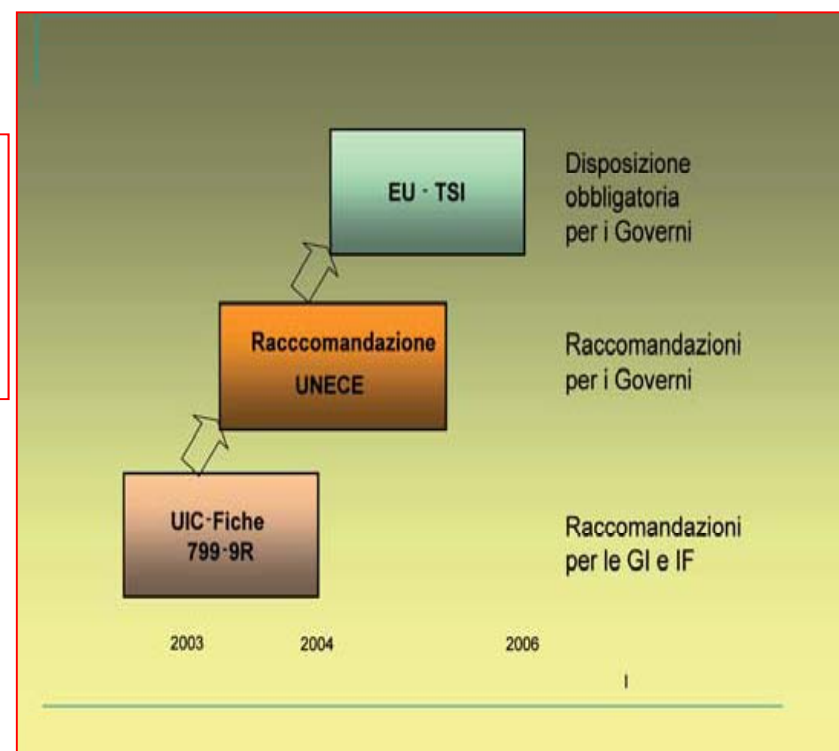 EU - TSI
Disposizione
obbligatoria
per i Governi
Racccomandazione
UNECE
Raccomandazioni
per i Governi
UIC-Fiche
799-9R
Raccomandazioni
per le GI e IF
2003 2004 2006
I